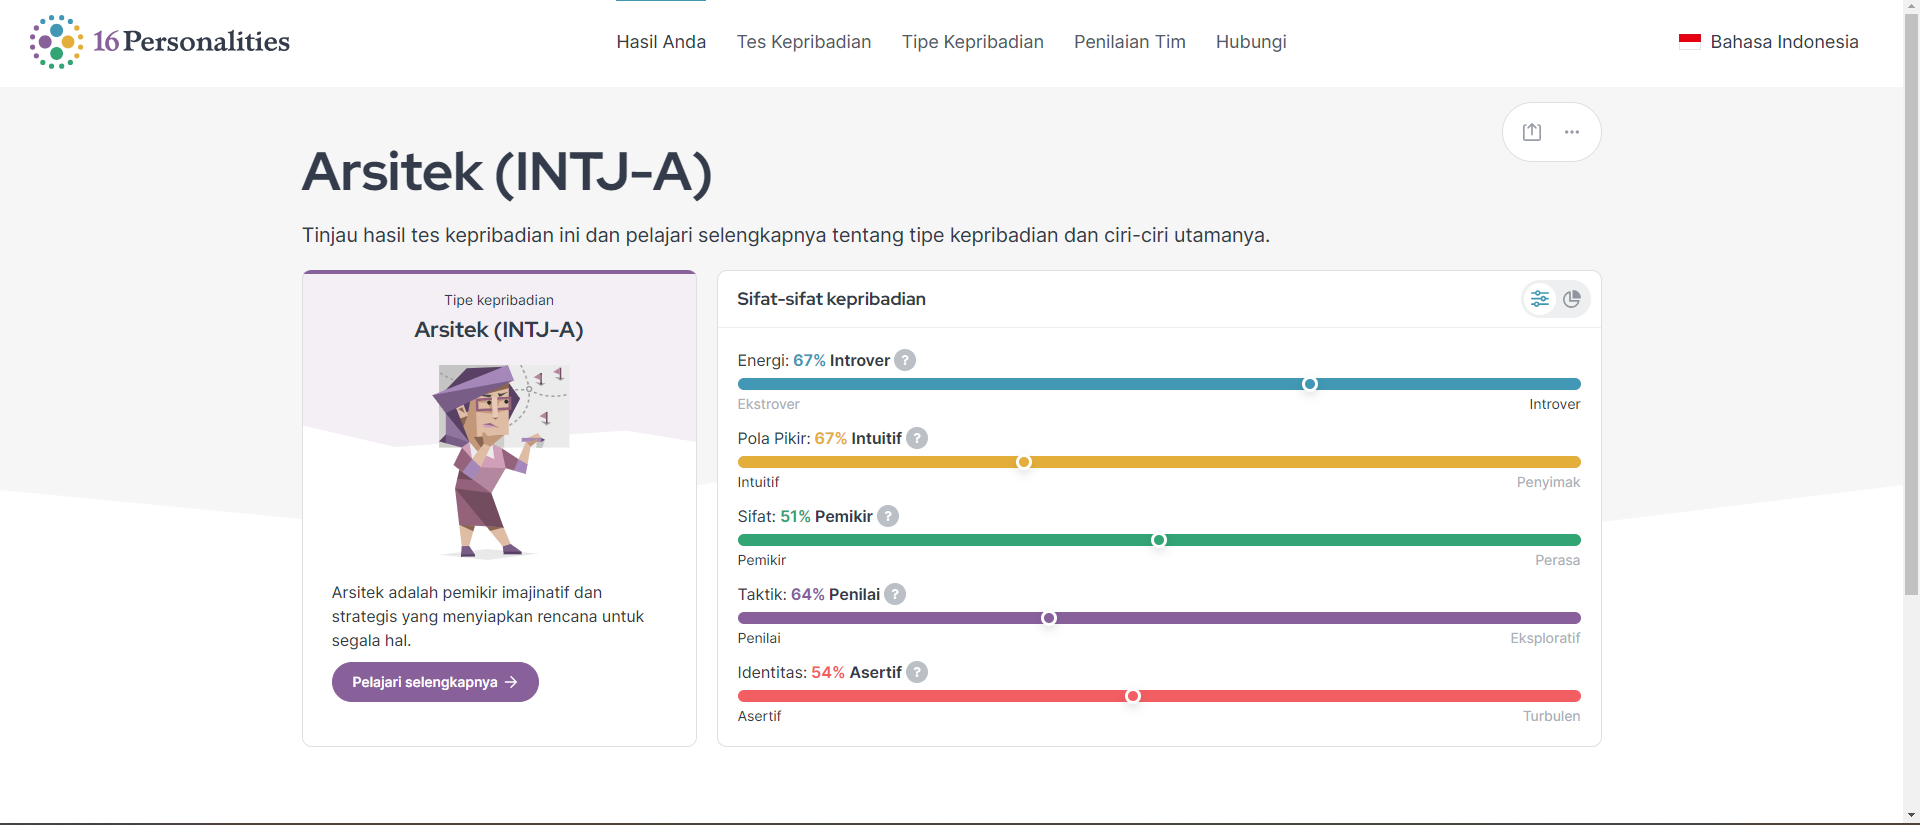 16 Personalities
Hasil Anda
Tes Kepribadian
Tipe Kepribadian
Penilaian Tim
Hubungi
Bahasa Indonesia
Arsitek (INTJ-A)
Tinjau hasil tes kepribadian ini dan pelajari selengkapnya tentang tipe kepribadian dan ciri-ciri utamanya.
Tipe kepribadian
Arsitek (INTJ-A)
Arsitek adalah pemikir imajinatif dan
strategis yang menyiapkan rencana untuk
segala hal.
Pelajari selengkapnya →
Sifat-sifat kepribadian
Energi: 67% Introver ?
Ekstrover
Introver
Pola Pikir: 67% Intuitif ?
Intuitif
Penyimak
Sifat: 51% Pemikir ?
Pemikir
Perasa
Taktik: 64% Penilai ?
Penilai
Eksploratif
Identitas: 54% Asertif ?
Asertif
Turbulen